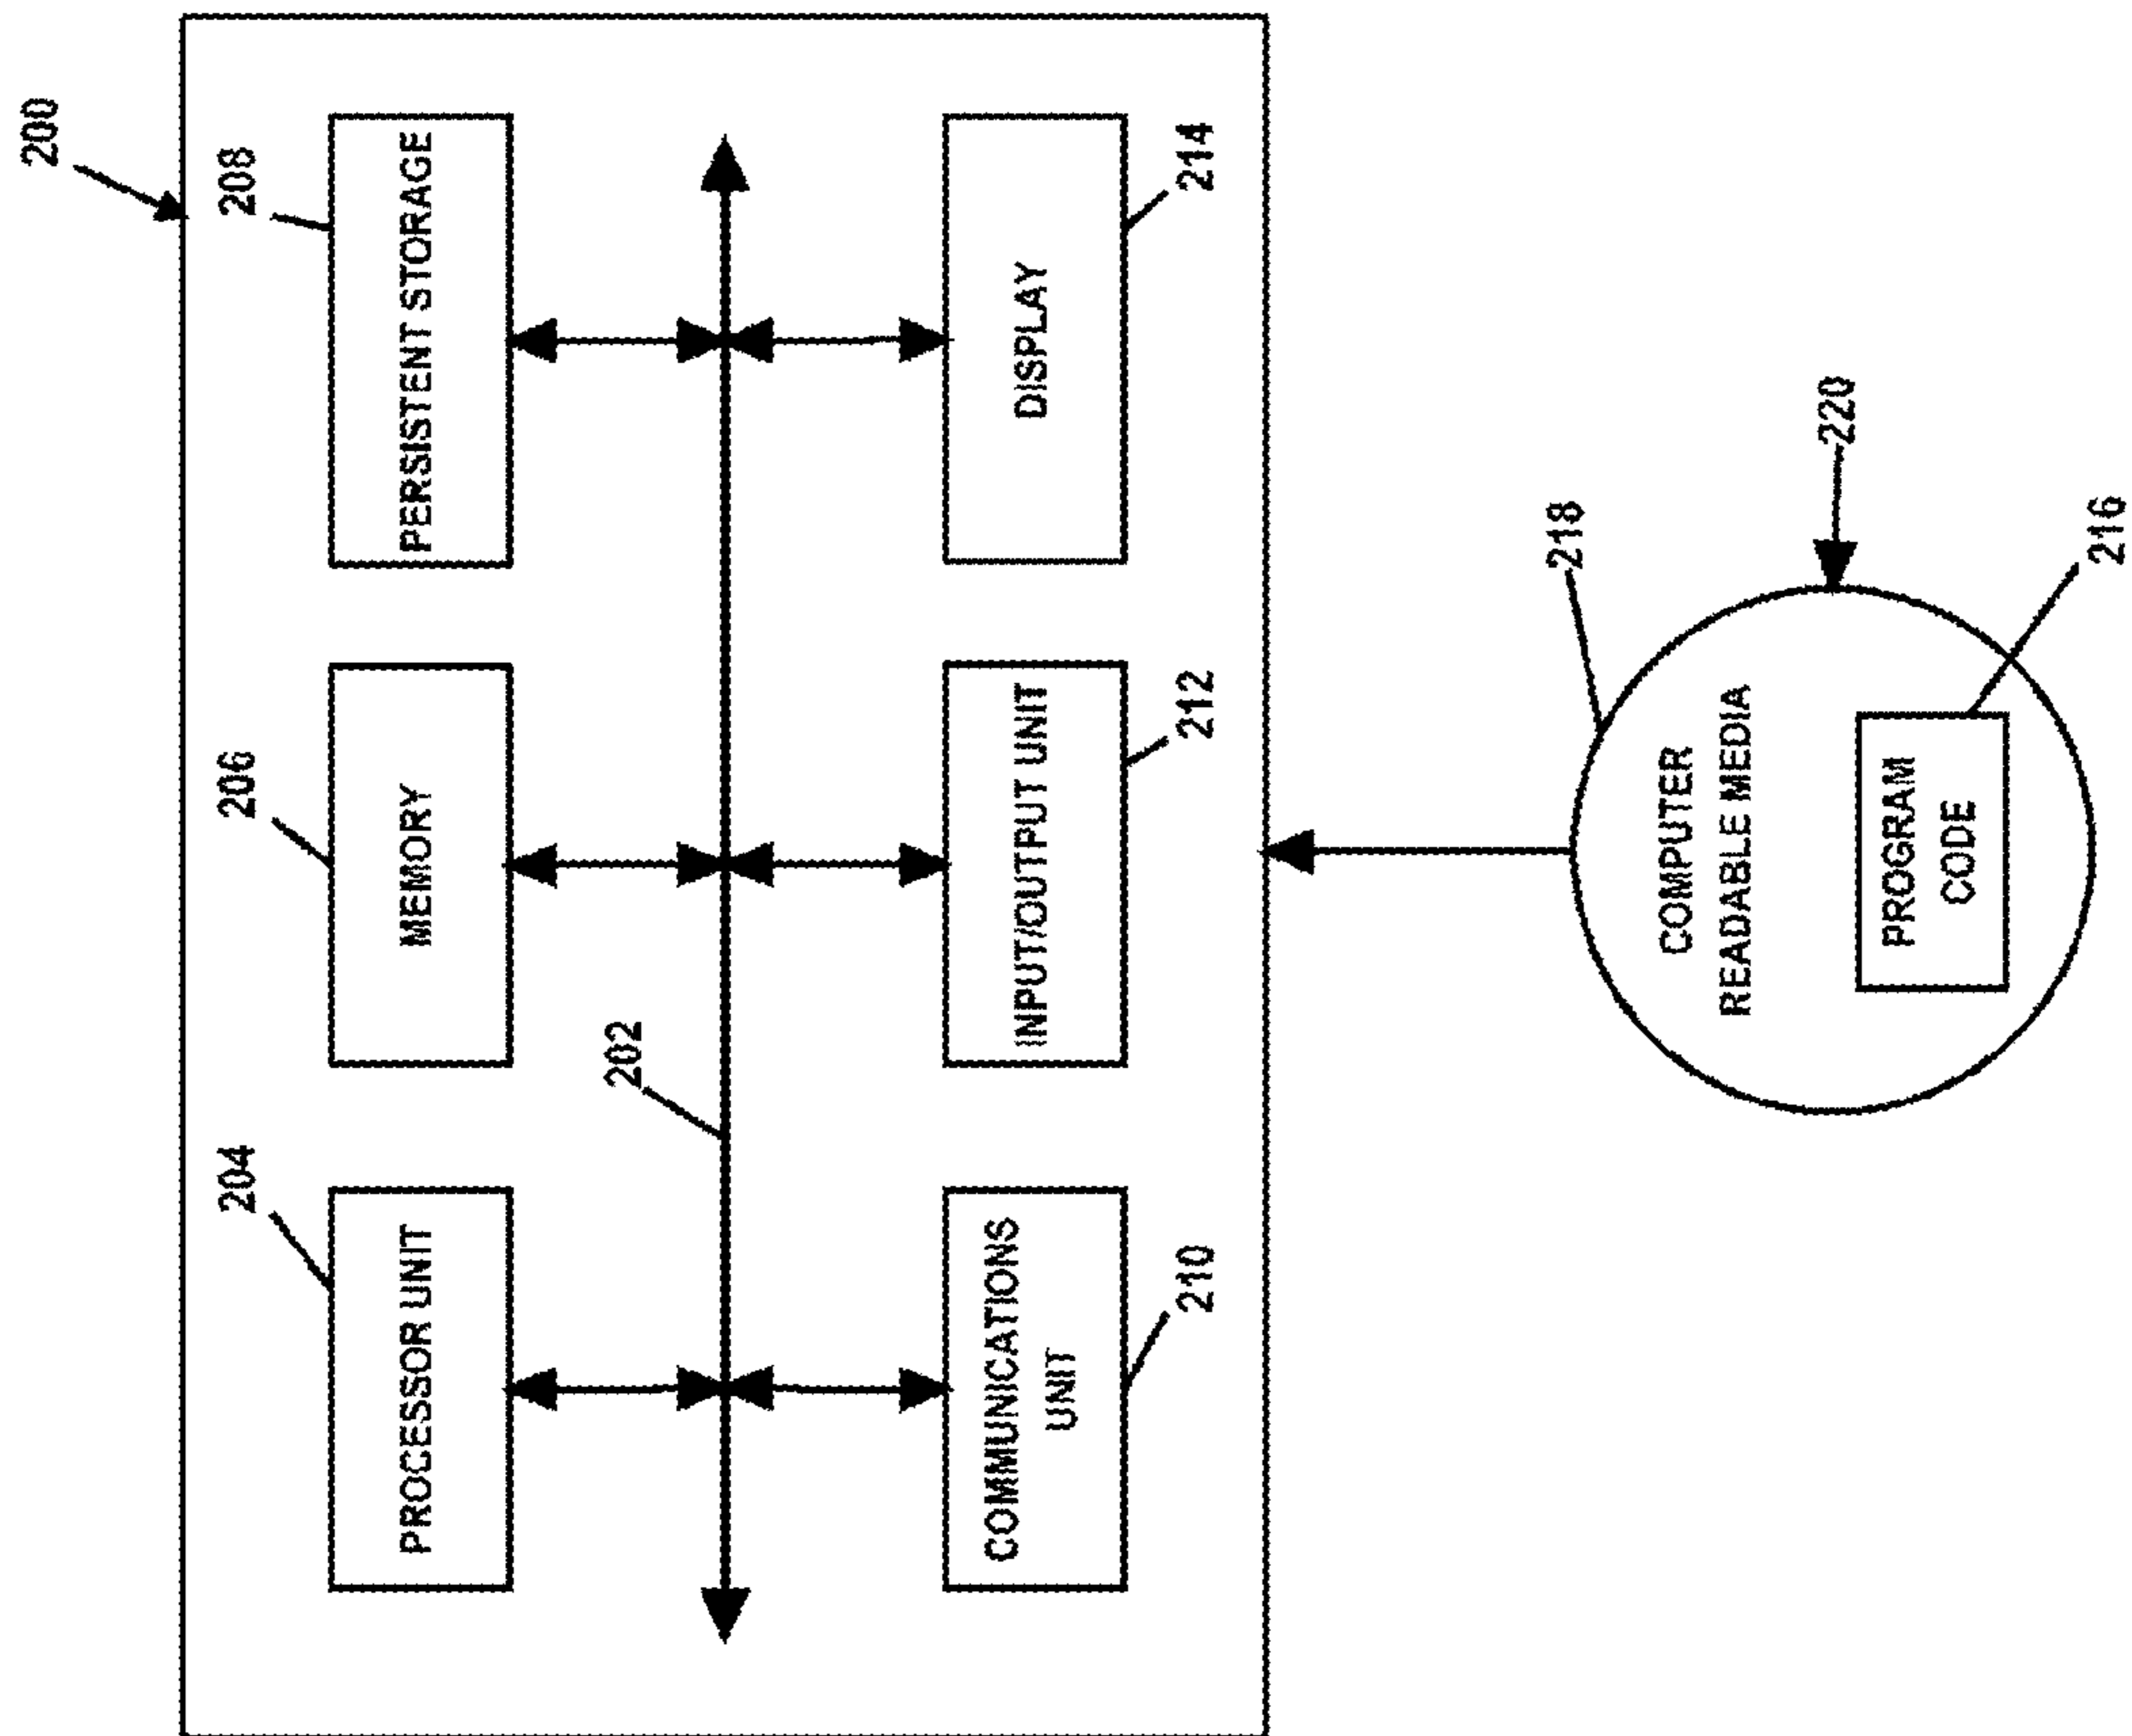 200
204
206
208
PROCESSOR UNIT
MEMORY
PERSISTENT STORAGE
202
COMMUNICATIONS
UNIT
INPUT/OUTPUT UNIT
DISPLAY
210
212
214
218
COMPUTER
READABLE MEDIA
220
PROGRAM
CODE
216